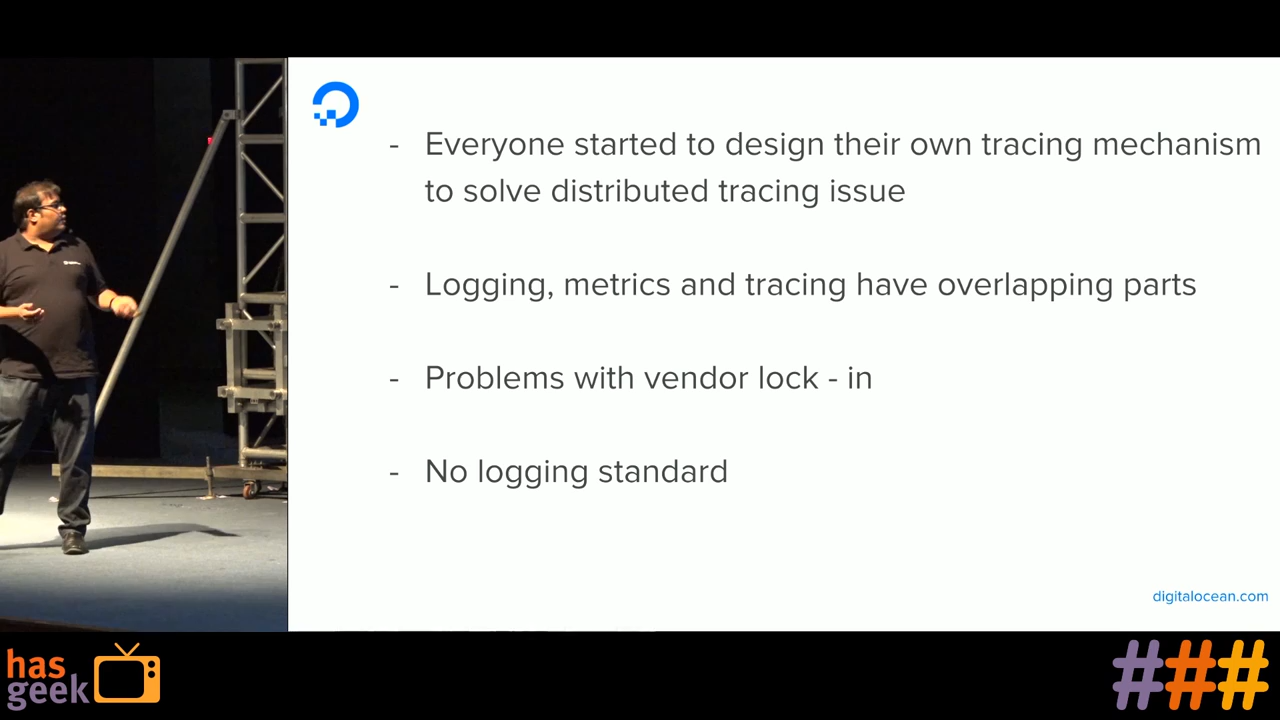 - Everyone started to design their own tracing mechanism
to solve distributed tracing issue
- Logging, metrics and tracing have overlapping parts
- Problems with vendor lock - in
- No logging standard
digitalocean.com
has
geek
###